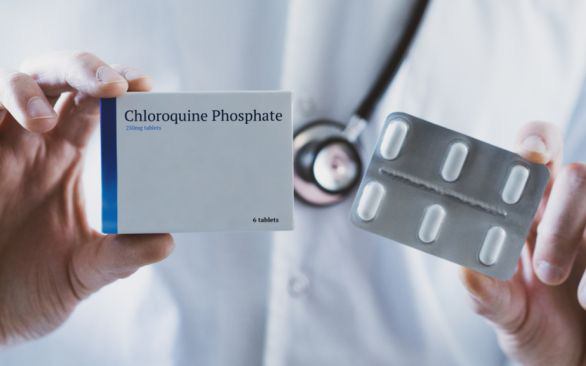 Chloroquine Phosphate
250mg tablets
6 tablets